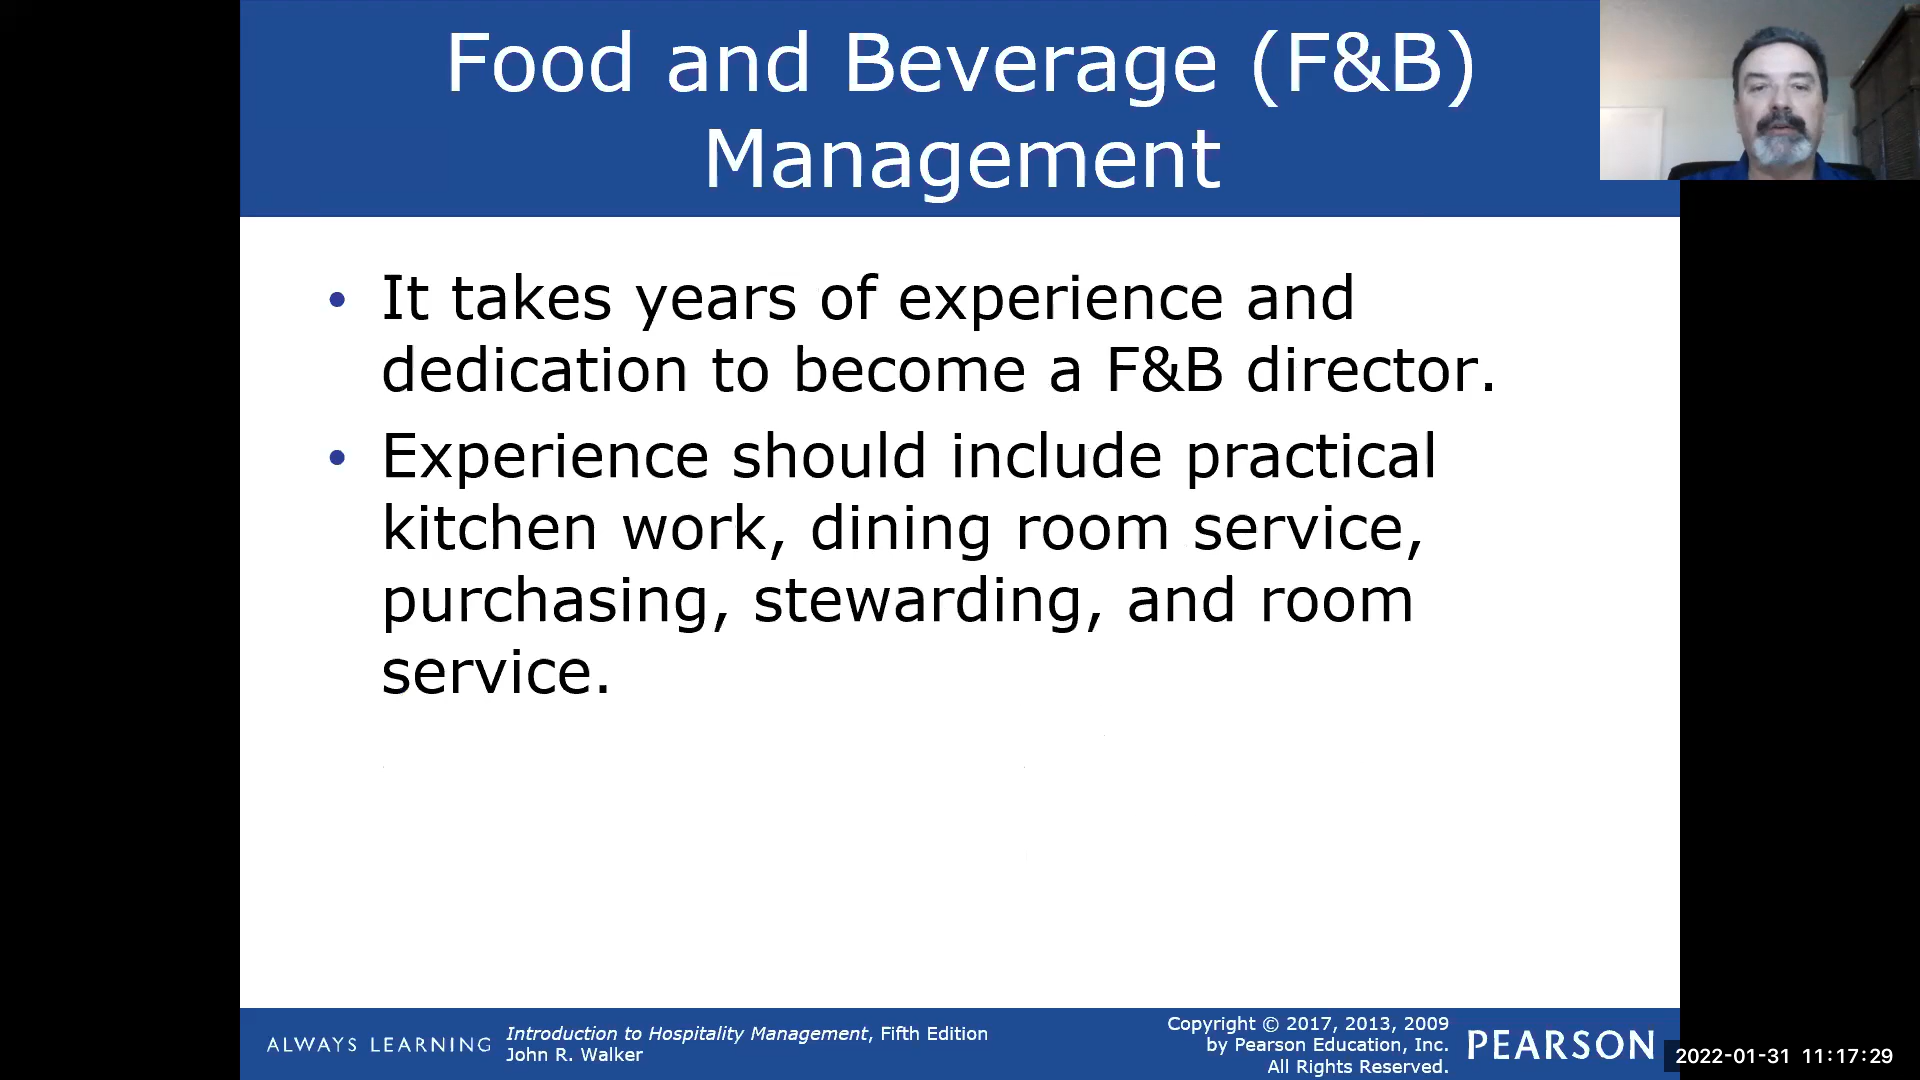 Food and Beverage (F&B)
Management
• It takes years of experience and
dedication to become a F&B director.
• Experience should include practical
kitchen work, dining room service,
purchasing, stewarding, and room
service.
ALWAYS LEARNING
Introduction to Hospitality Management, Fifth Edition
John R. Walker
Copyright © 2017, 2013, 2009
by Pearson Education, Inc.
All Rights Reserved.
PEARSON
2022-01-31 11:17:29